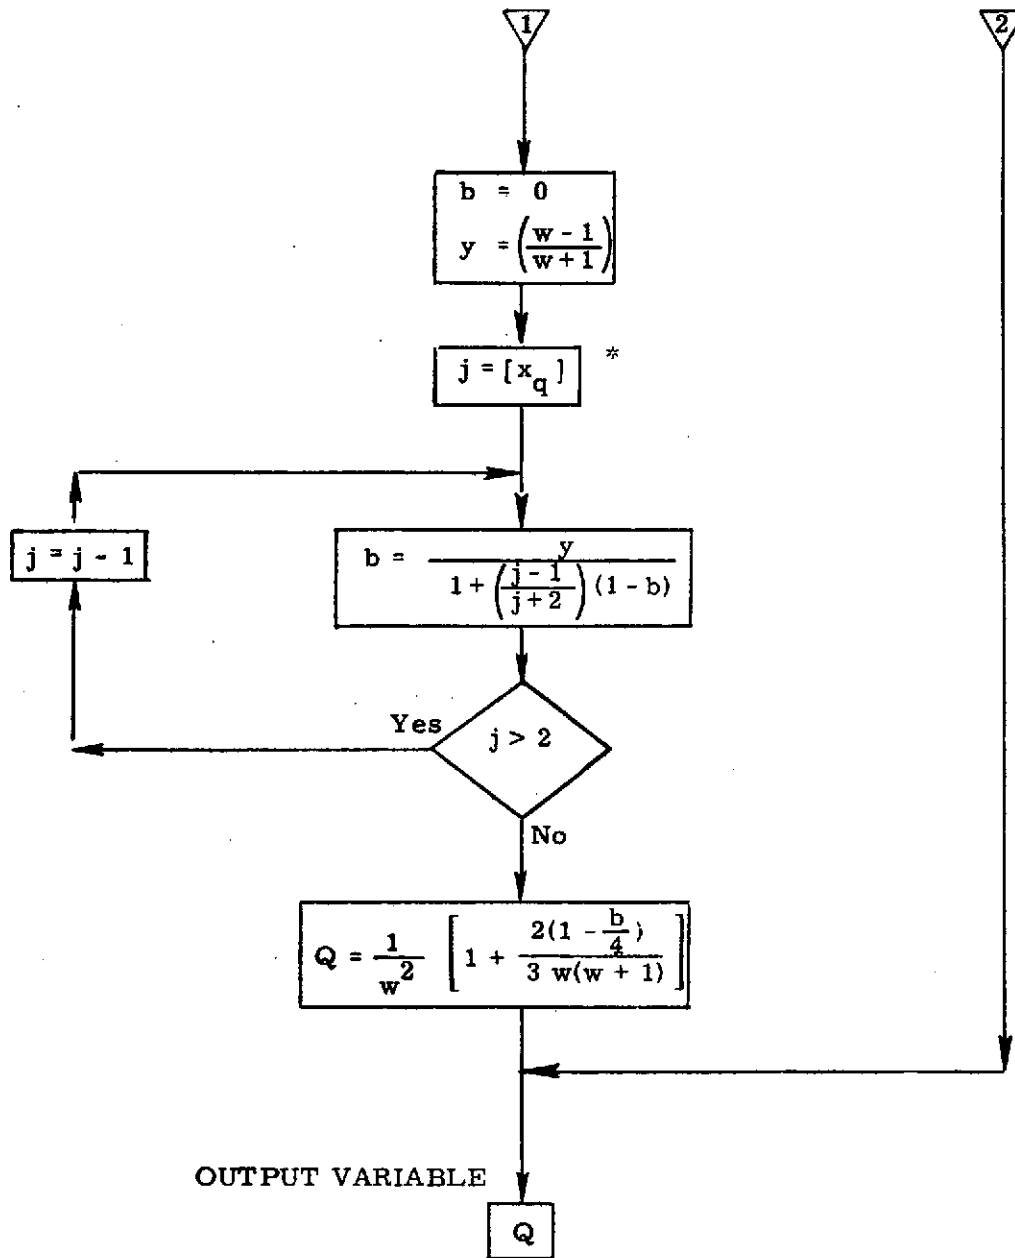 1
2
b = 0
y = ( w - 1 / w + 1 )
j = [ x_q ] *
j = j - 1
b = y / 1 + ( j - 1 / j + 2 ) (1 - b)
Yes
j > 2
No
Q = 1 / w^2 [ 1 + 2(1 - b/4) / 3 w(w + 1) ]
OUTPUT VARIABLE
Q